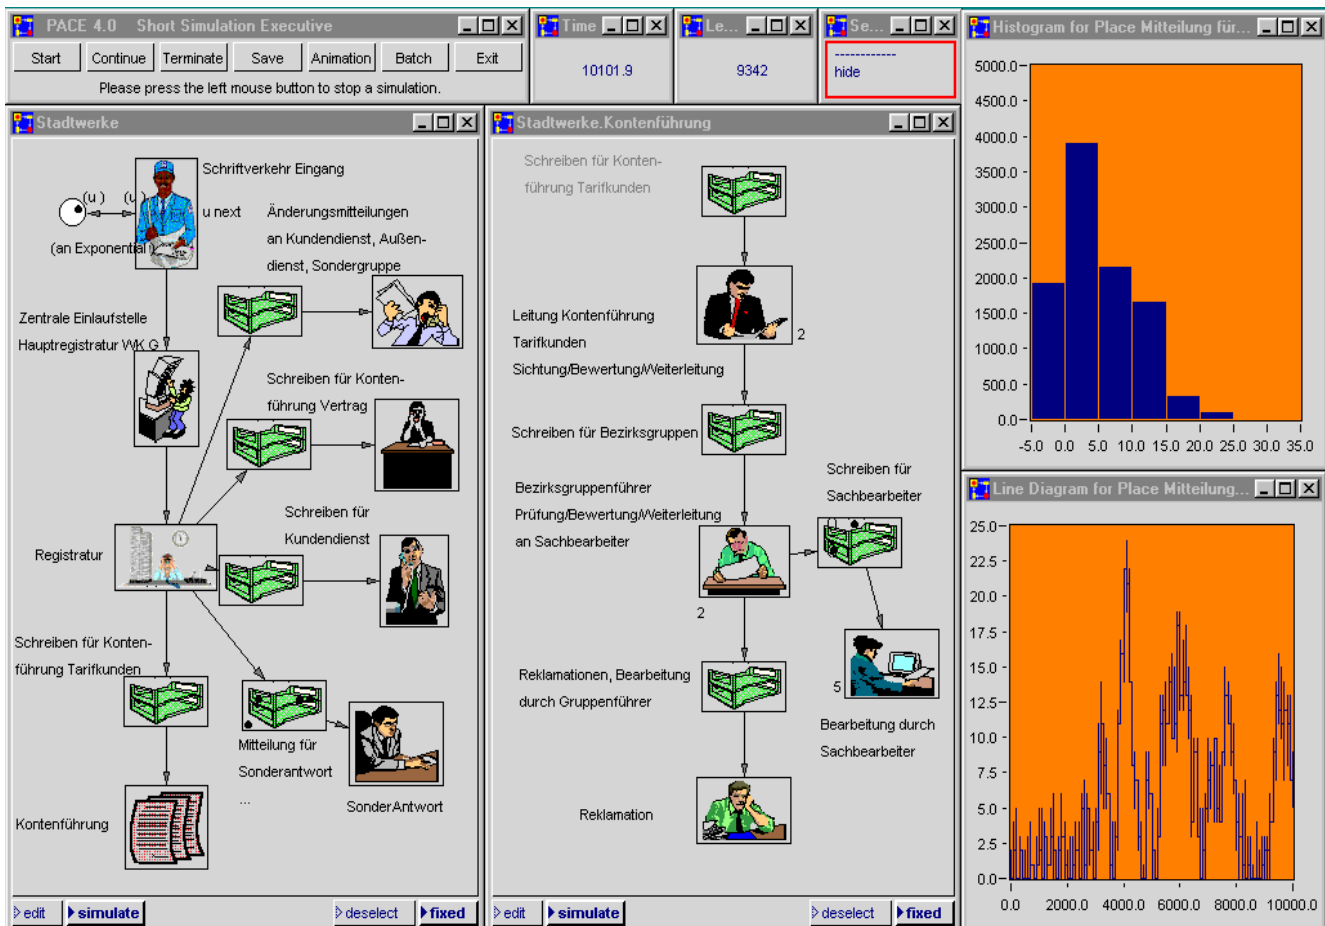 PACE 4.0 Short Simulation Executive
Start Continue Terminate Save Animation Batch Exit
Please press the left mouse button to stop a simulation.
Time
10101.9
Le...
9342
Se...
------------
hide
Stadtwerke
Schriftverkehr Eingang
(u ) (u )
u next
(an Exponential )
Änderungsmitteilungen
an Kundendienst, Außen-
dienst, Sondergruppe
Zentrale Einlaufstelle
Hauptregistratur WK G
Schreiben für Konten-
führung Vertrag
Schreiben für
Kundendienst
Registratur
Schreiben für Konten-
führung Tarifkunden
Mitteilung für
Sonderantwort
...
SonderAntwort
Kontenführung
edit simulate deselect fixed
Stadtwerke.Kontenführung
Schreiben für Konten-
führung Tarifkunden
Leitung Kontenführung
Tarifkunden
Sichtung/Bewertung/Weiterleitung
2
Schreiben für Bezirksgruppen
Schreiben für
Sachbearbeiter
Bezirksgruppenführer
Prüfung/Bewertung/Weiterleitung
an Sachbearbeiter
2
5
Reklamationen, Bearbeitung
durch Gruppenführer
Bearbeitung durch
Sachbearbeiter
Reklamation
edit simulate deselect fixed
Histogram for Place Mitteilung für...
5000.0
4500.0
4000.0
3500.0
3000.0
2500.0
2000.0
1500.0
1000.0
500.0
0.0
-5.0 0.0 5.0 10.0 15.0 20.0 25.0 30.0 35.0
Line Diagram for Place Mitteilung...
25.0
22.5
20.0
17.5
15.0
12.5
10.0
7.5
5.0
2.5
0.0
0.0 2000.0 4000.0 6000.0 8000.0 10000.0